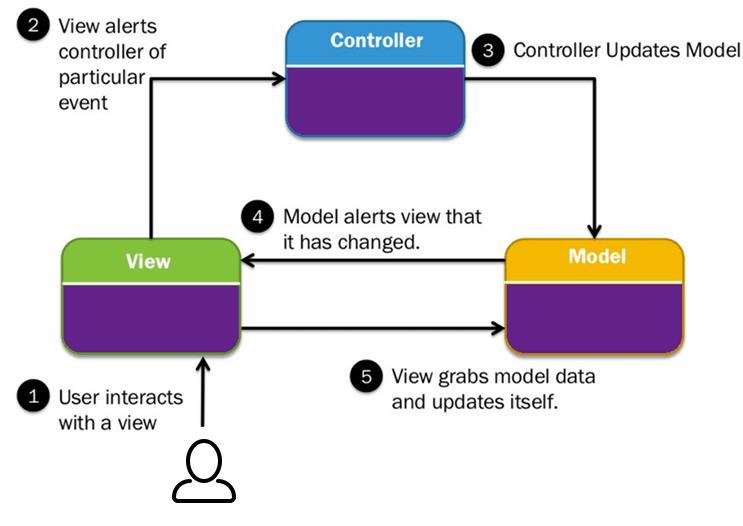 2
View alerts
controller of
particular
event
Controller
3
Controller Updates Model
4
Model alerts view that
it has changed.
View
Model
5
View grabs model data
and updates itself.
1
User interacts
with a view